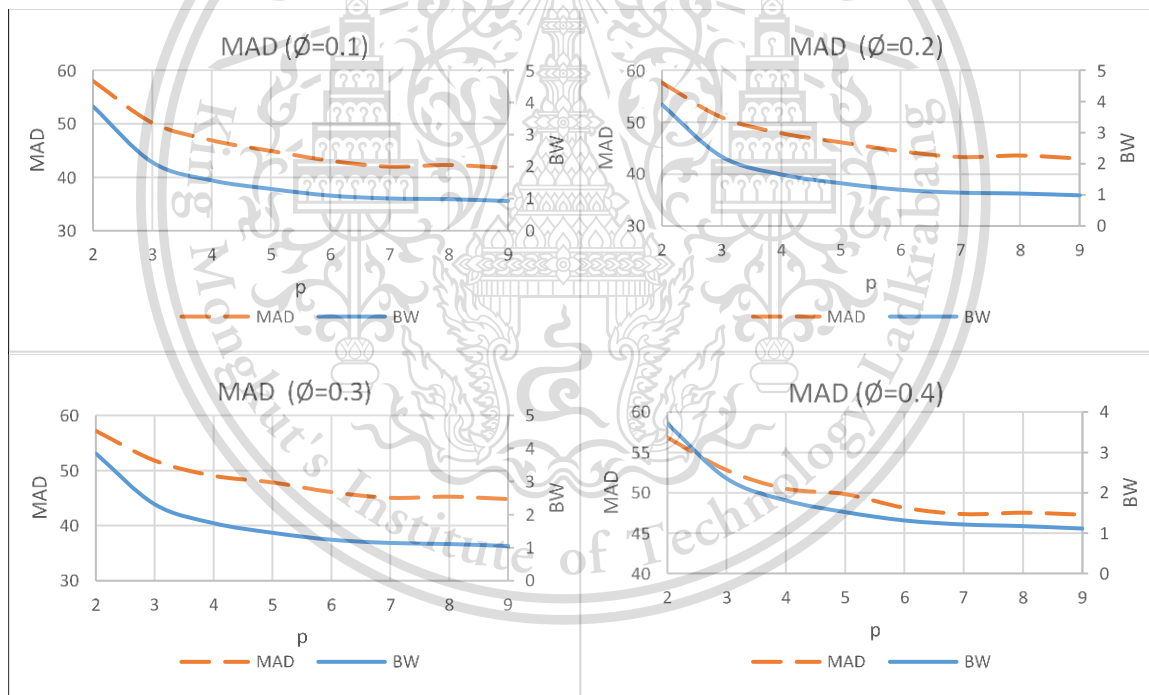 MAD (Ø=0.1)
60
50
40
30
MAD
5
4
3
2
1
0
BW
2 3 4 5 6 7 8 9
p
MAD BW
MAD (Ø=0.2)
60
50
40
30
MAD
5
4
3
2
1
0
BW
2 3 4 5 6 7 8 9
p
MAD BW
MAD (Ø=0.3)
60
50
40
30
MAD
5
4
3
2
1
0
BW
2 3 4 5 6 7 8 9
p
MAD BW
MAD (Ø=0.4)
60
55
50
45
40
MAD
4
3
2
1
0
BW
2 3 4 5 6 7 8 9
p
MAD BW
King Mongkut's Institute of Technology Ladkrabang